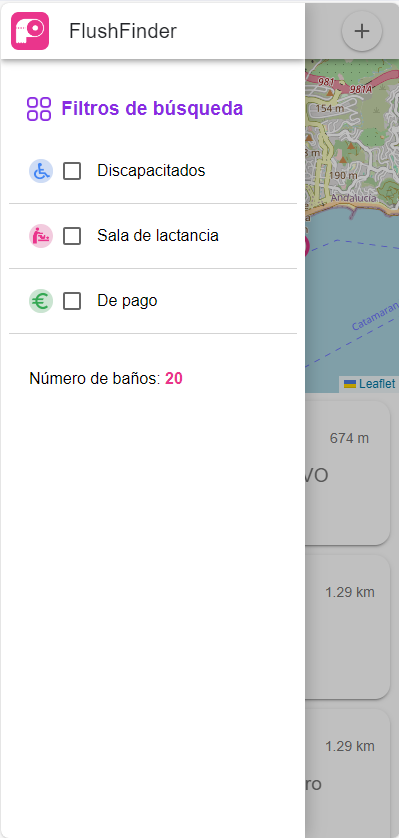 FlushFinder
+
Filtros de búsqueda
Discapacitados
Sala de lactancia
De pago
Número de baños: 20
981
981A
154 m
190 m
Andalucía
Catamaran
Leaflet
674 m
VO
1.29 km
1.29 km
ro